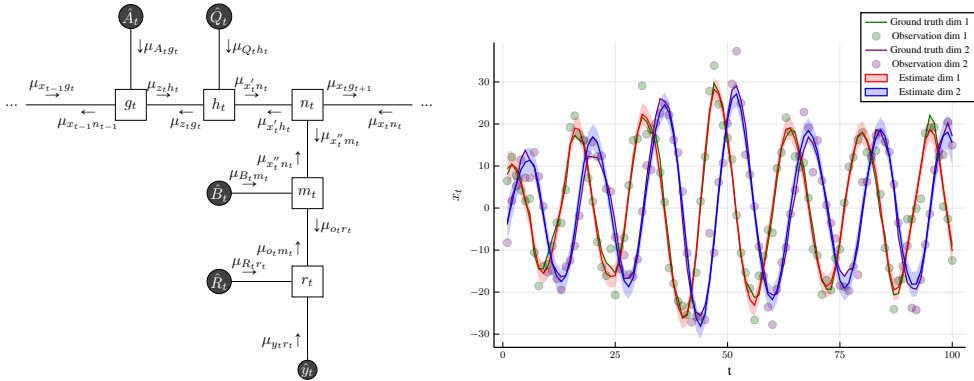 Â_t
Q̂_t
↓μ_{A_t g_t}
↓μ_{Q_t h_t}
μ_{x_{t−1} g_t}
μ_{z_t h_t}
μ_{x'_t n_t}
μ_{x_t g_{t+1}}
...
g_t
h_t
n_t
...
μ_{x_{t−1} n_{t−1}}
μ_{z_t g_t}
μ_{x'_t h_t}
μ_{x_t n_t}
↓μ_{x''_t m_t}
μ_{x''_t n_t} ↑
μ_{B_t m_t}
B̂_t
m_t
↓μ_{o_t r_t}
μ_{o_t m_t} ↑
μ_{R_t r_t}
R̂_t
r_t
μ_{y_t r_t} ↑
ŷ_t
Ground truth dim 1
Observation dim 1
Ground truth dim 2
Observation dim 2
Estimate dim 1
Estimate dim 2
30
20
10
0
−10
−20
−30
x_t
0
25
50
75
100
t